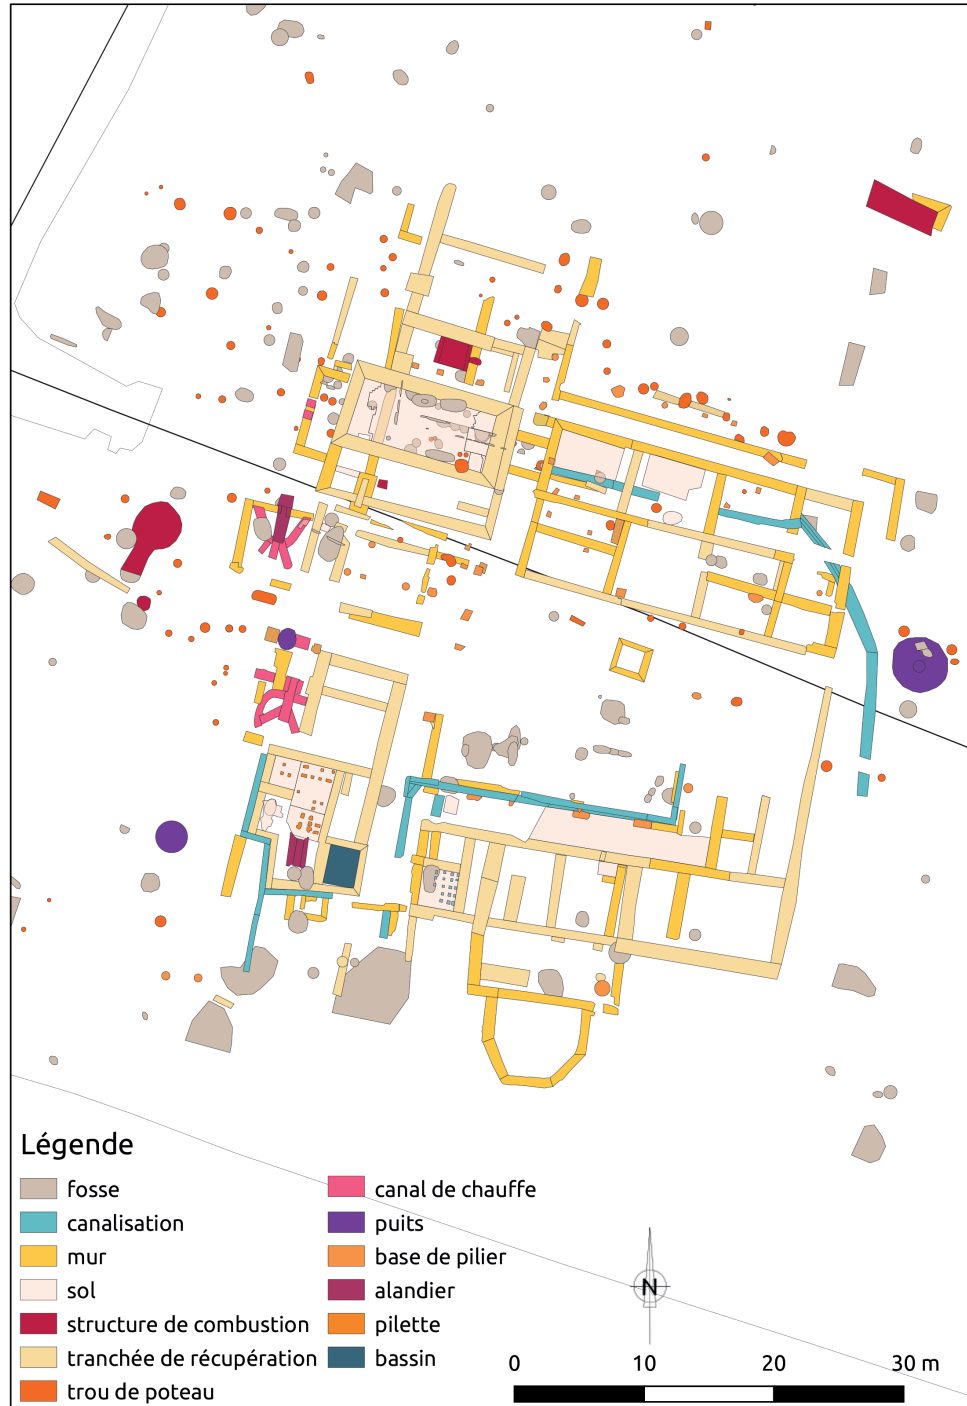 Légende
fosse
canalisation
mur
sol
structure de combustion
tranchée de récupération
trou de poteau
canal de chauffe
puits
base de pilier
alandier
pilette
bassin
N
0 10 20 30 m